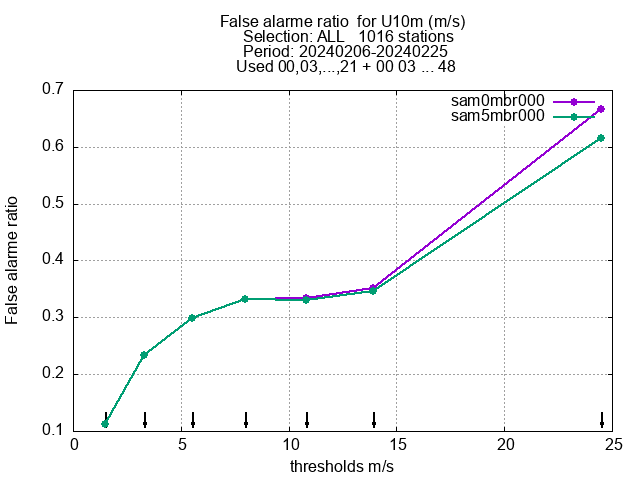 False alarme ratio  for U10m (m/s)
Selection: ALL   1016 stations
Period: 20240206-20240225
Used 00,03,...,21 + 00 03 ... 48
sam0mbr000
sam5mbr000
0.7
0.6
0.5
0.4
0.3
0.2
0.1
False alarme ratio
0 5 10 15 20 25
thresholds m/s